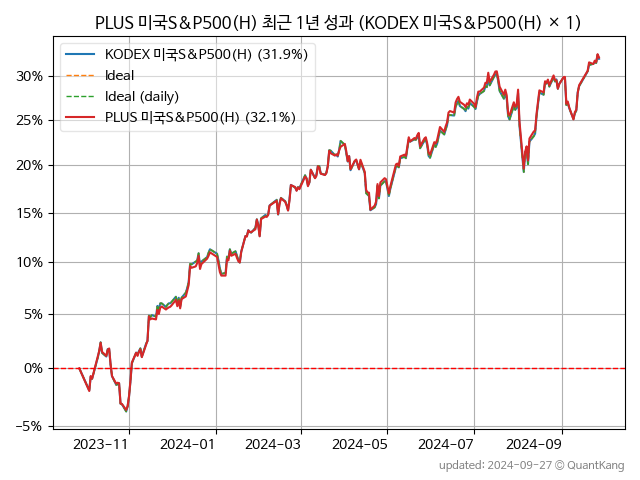 PLUS 미국S&P500(H) 최근 1년 성과 (KODEX 미국S&P500(H) × 1)
KODEX 미국S&P500(H) (31.9%)
Ideal
Ideal (daily)
PLUS 미국S&P500(H) (32.1%)
30%
25%
20%
15%
10%
5%
0%
−5%
2023-11 2024-01 2024-03 2024-05 2024-07 2024-09
updated: 2024-09-27 © QuantKang